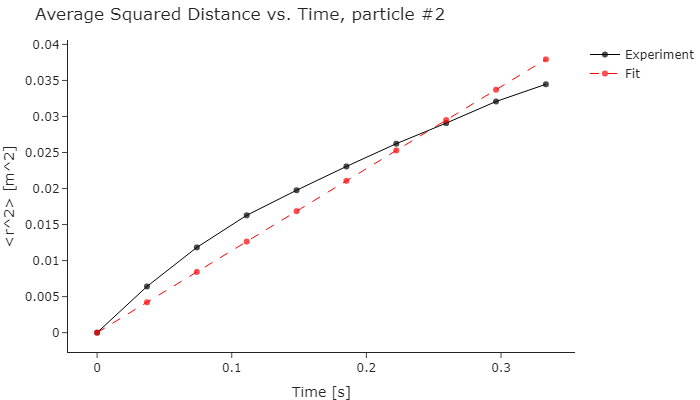 Average Squared Distance vs. Time, particle #2
0.04
0.035
0.03
0.025
0.02
0.015
0.01
0.005
0
<r^2> [m^2]
0
0.1
0.2
0.3
Time [s]
Experiment
Fit